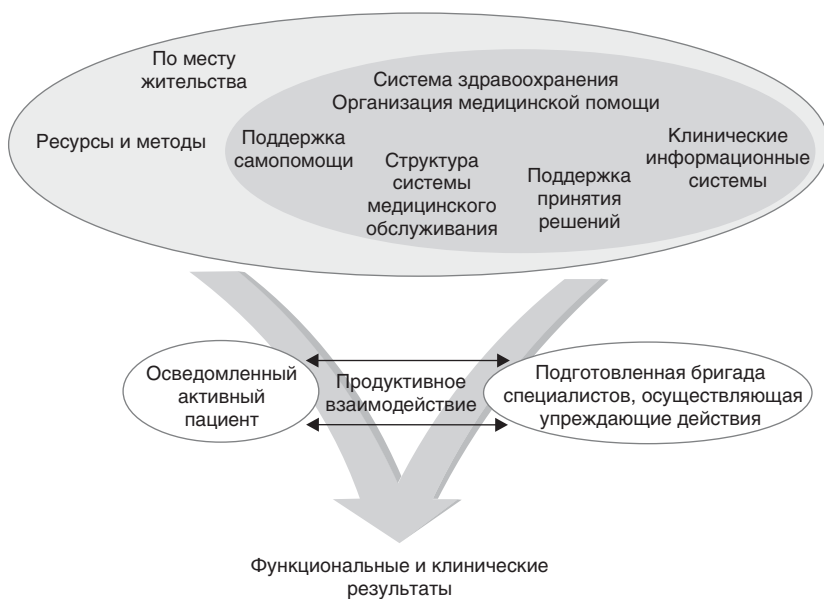 По месту
жительства
Ресурсы и методы
Система здравоохранения
Организация медицинской помощи
Поддержка
самопомощи
Структура
системы
медицинского
обслуживания
Поддержка
принятия
решений
Клинические
информационные
системы
Осведомленный
активный
пациент
Продуктивное
взаимодействие
Подготовленная бригада
специалистов, осуществляющая
упреждающие действия
Функциональные и клинические
результаты